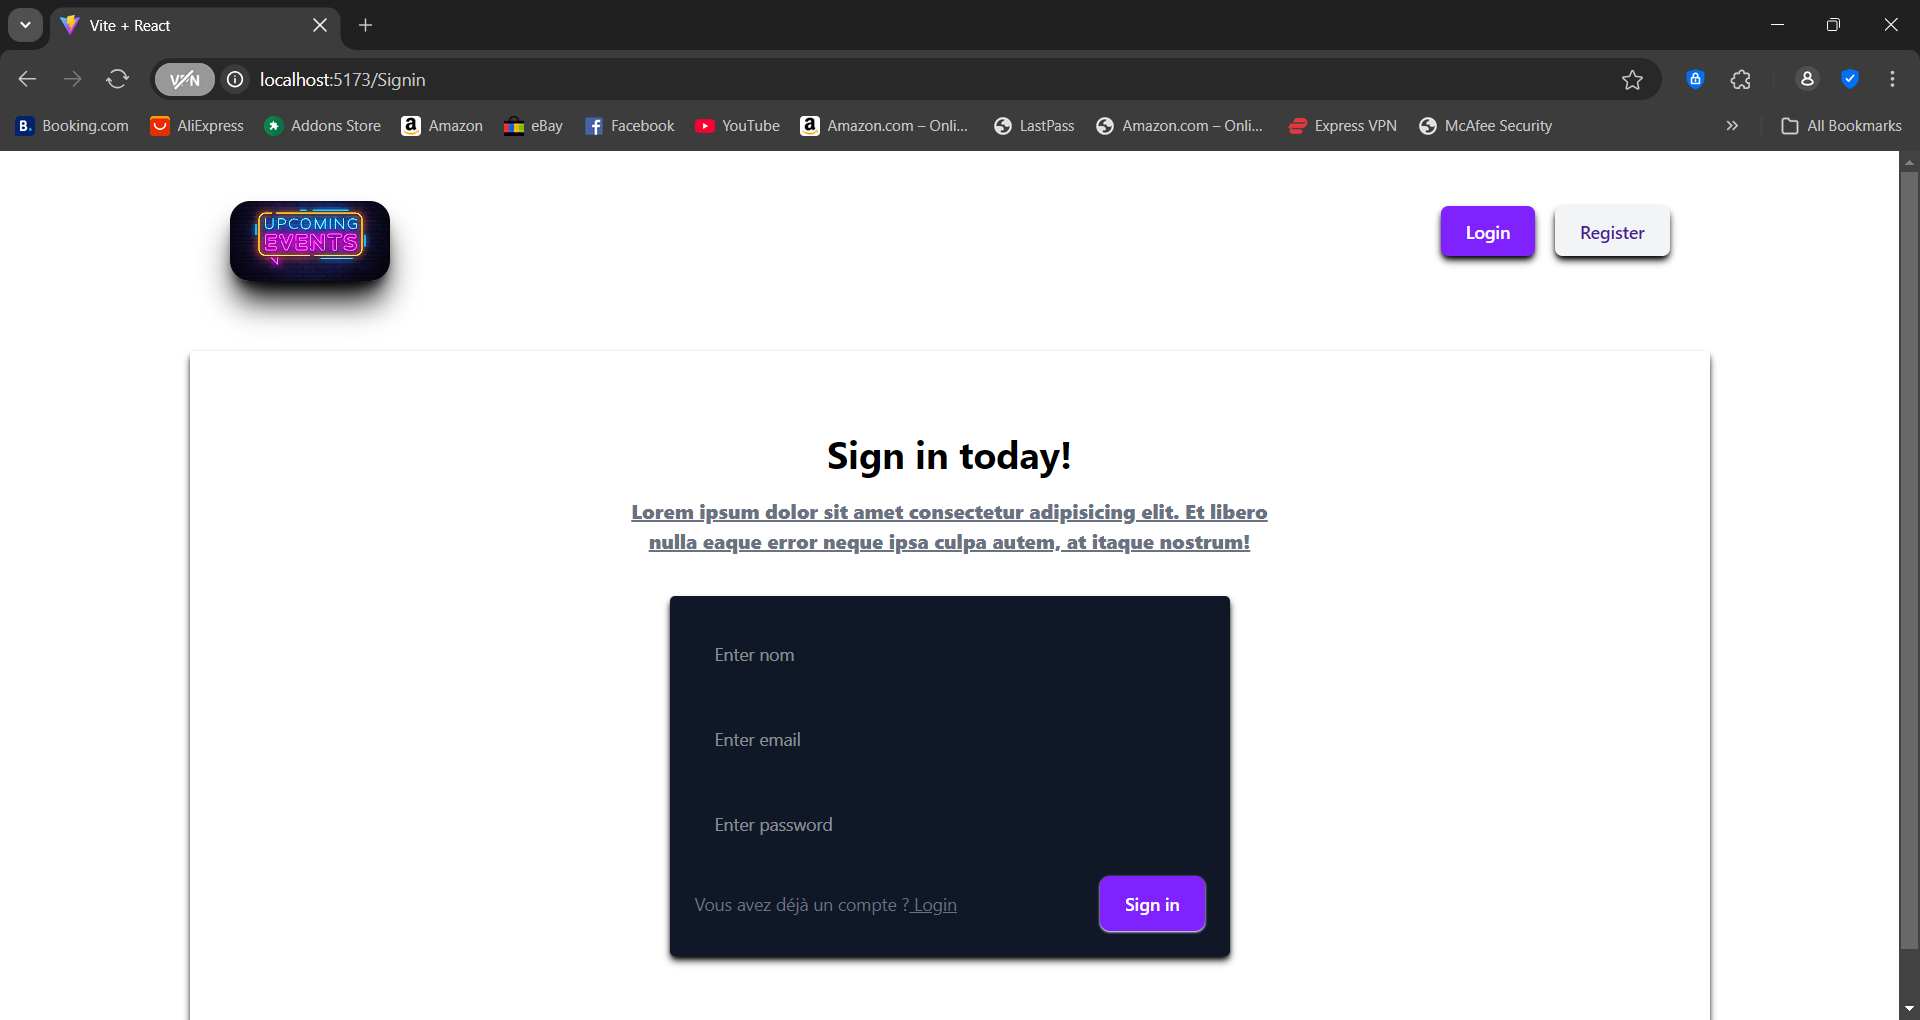 Vite + React
VPN
localhost:5173/Signin
Booking.com AliExpress Addons Store Amazon eBay Facebook YouTube Amazon.com – Onli... LastPass Amazon.com – Onli... Express VPN McAfee Security » All Bookmarks
UPCOMING
EVENTS
Login Register
Sign in today!
Lorem ipsum dolor sit amet consectetur adipisicing elit. Et libero
nulla eaque error neque ipsa culpa autem, at itaque nostrum!
Enter nom
Enter email
Enter password
Vous avez déjà un compte ? Login Sign in